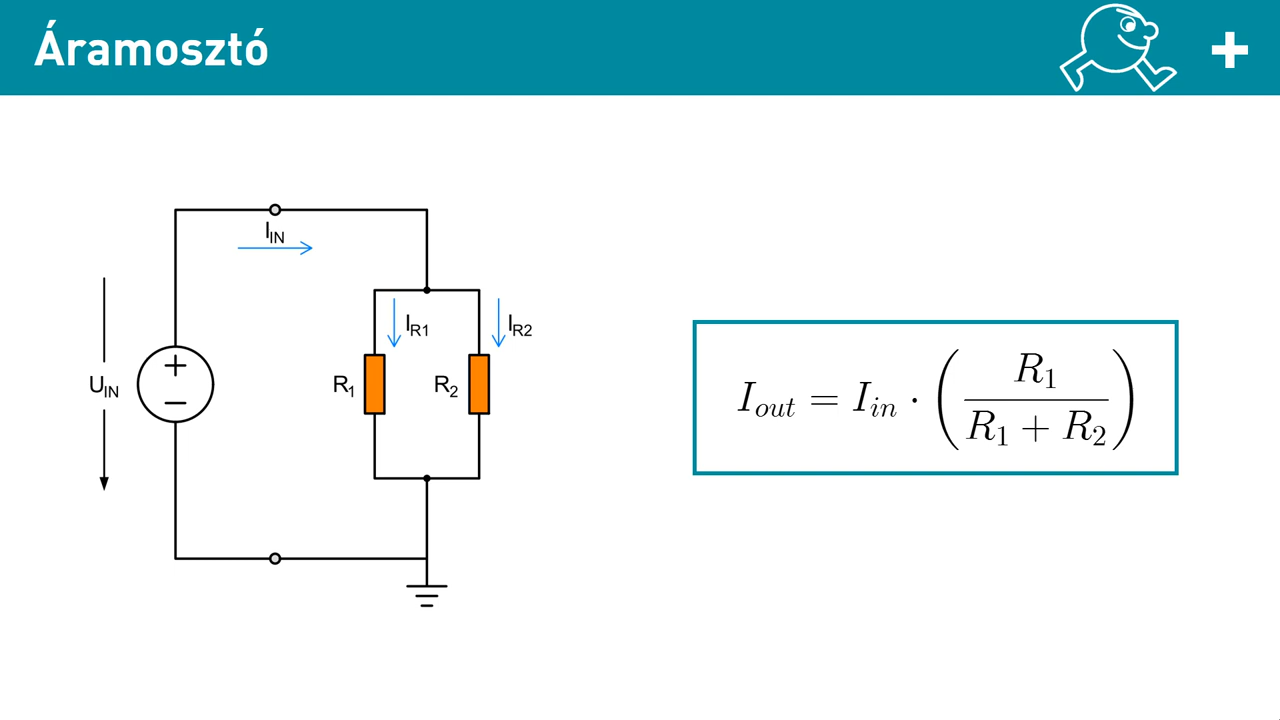 Áramosztó
+
I_IN
I_R1
I_R2
U_IN
+
−
R_1
R_2
I_out = I_in · (R_1 / (R_1 + R_2))